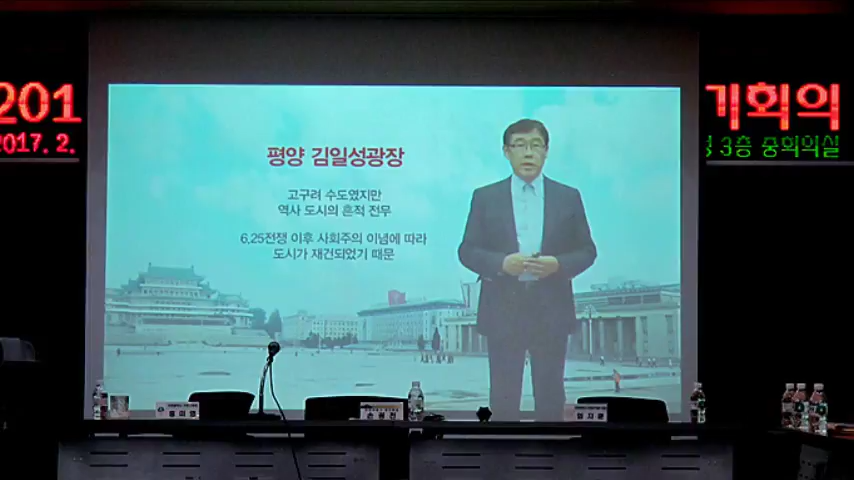 201
2017. 2.
기회의
3층 중회의실
평양 김일성광장
고구려 수도였지만
역사 도시의 흔적 전무
6.25전쟁 이후 사회주의 이념에 따라
도시가 재건되었기 때문